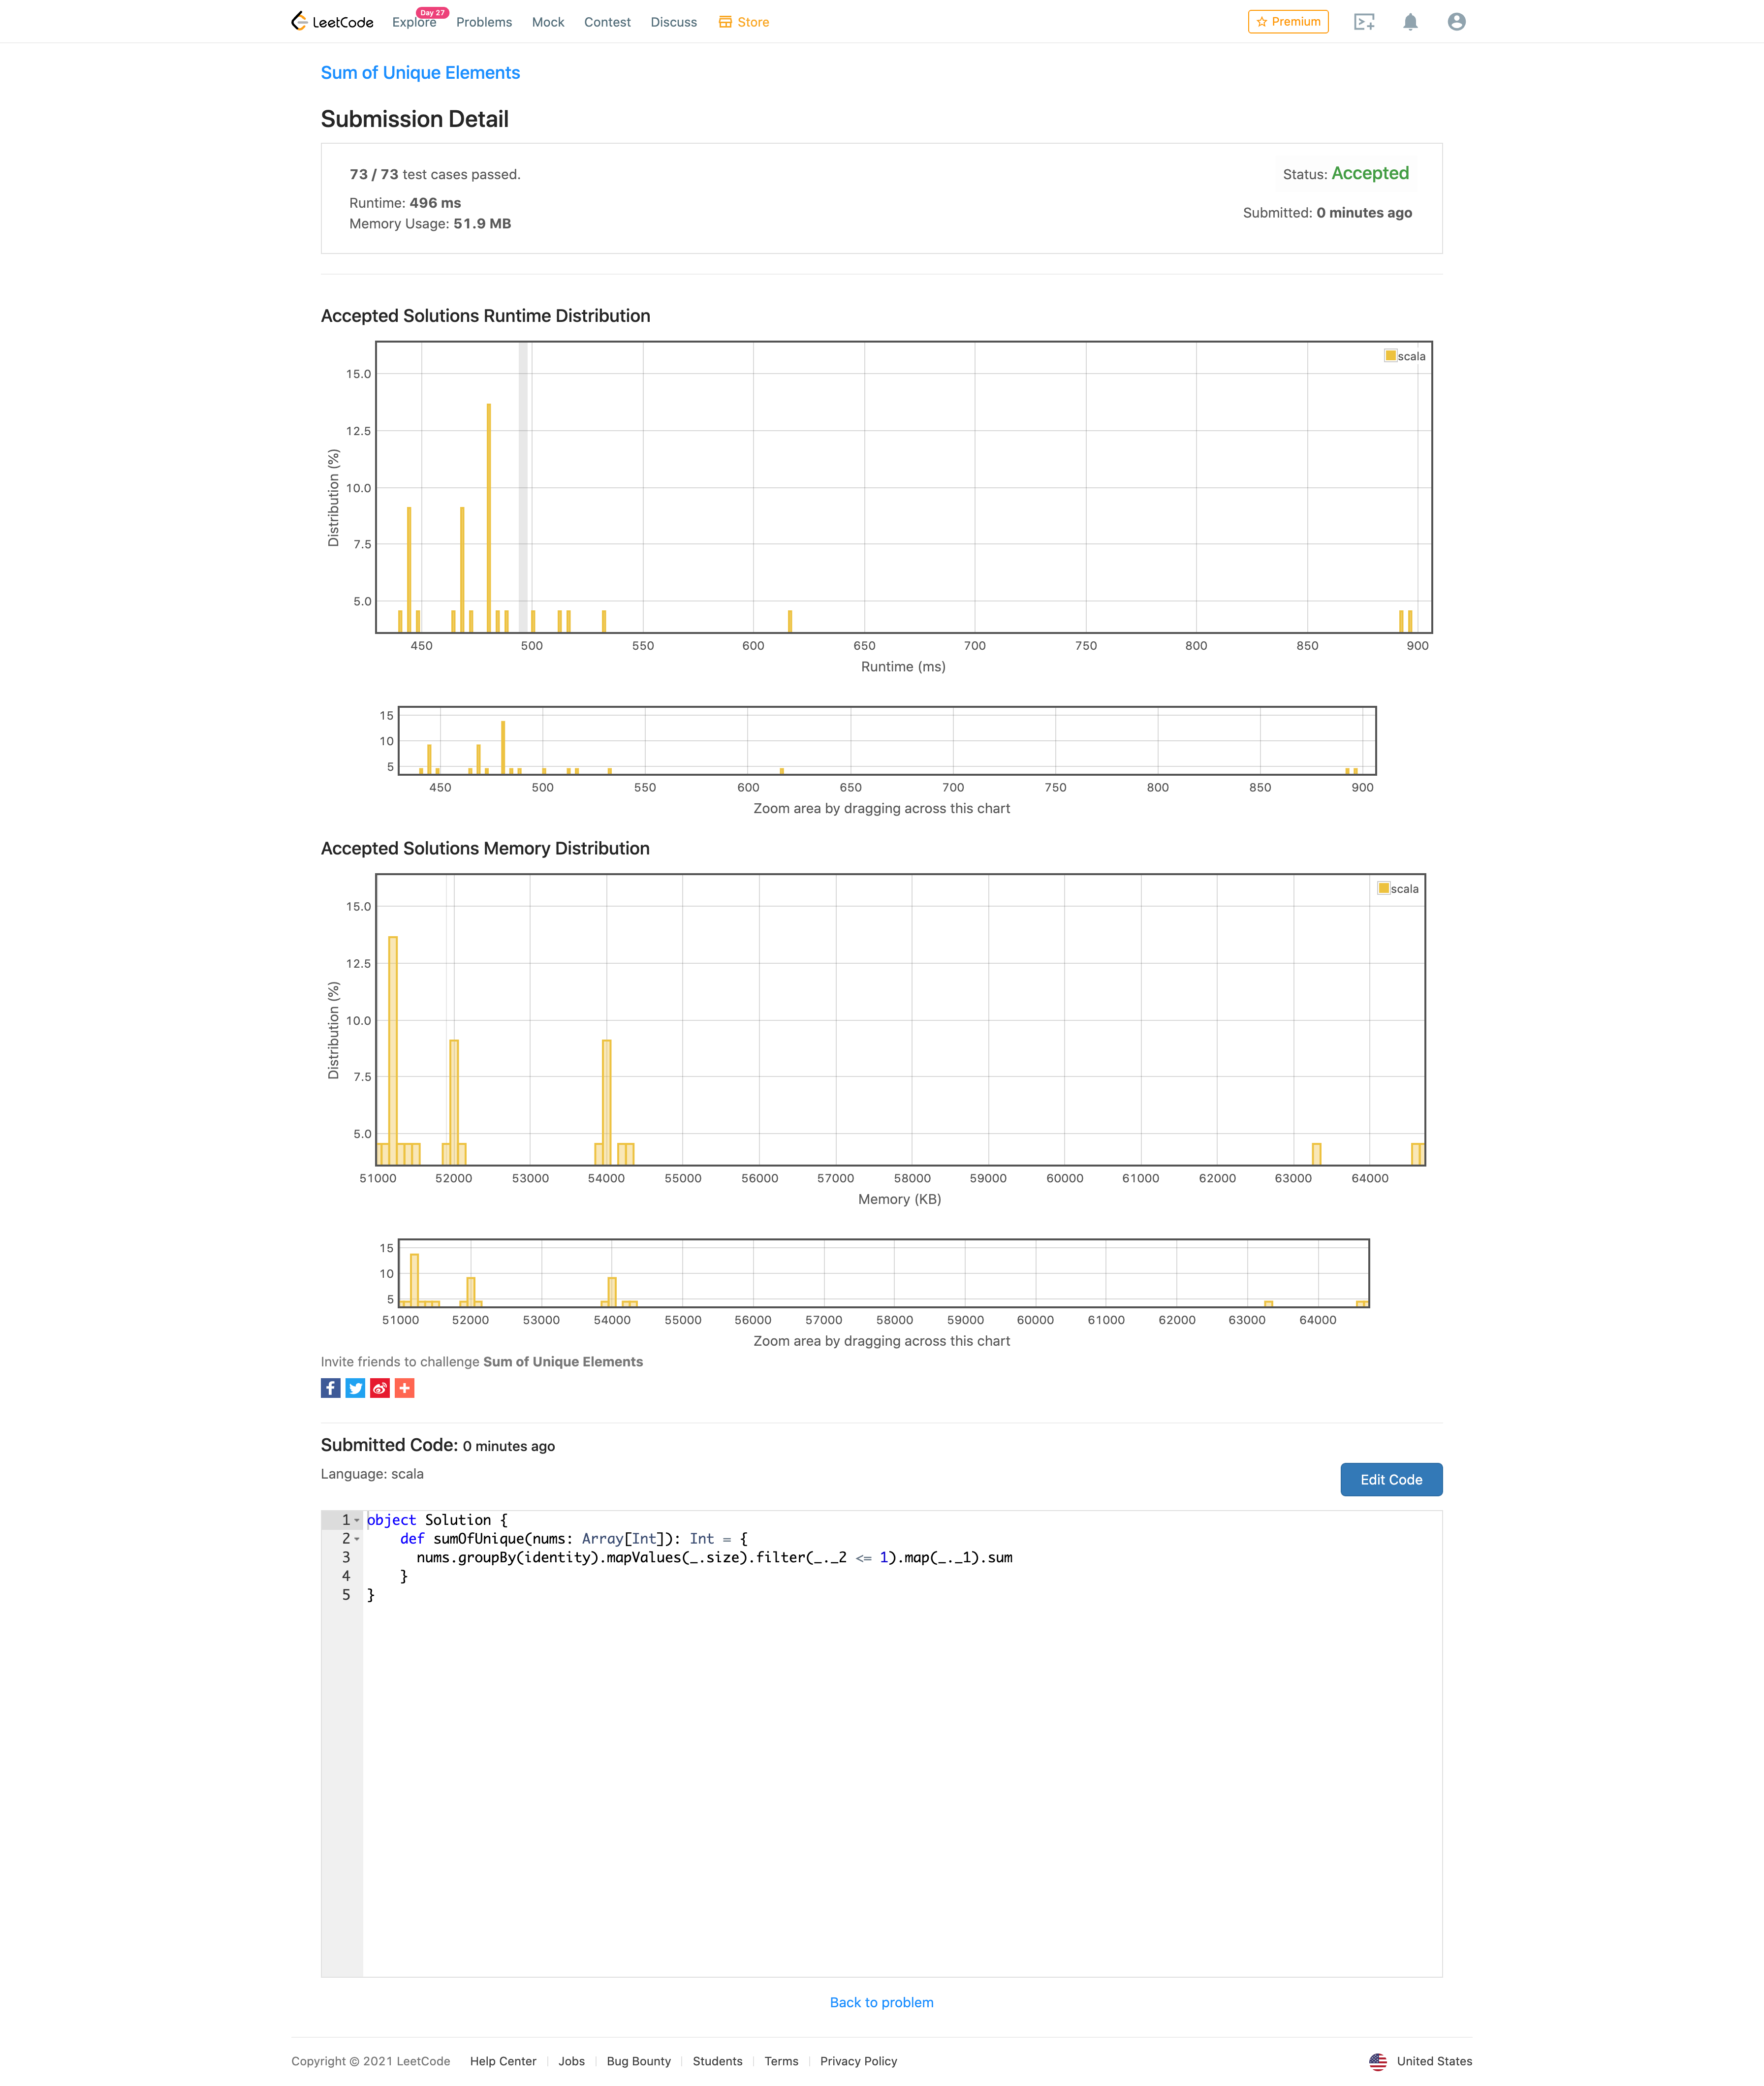 LeetCode Explore Day 27 Problems Mock Contest Discuss Store Premium
Sum of Unique Elements
Submission Detail
73 / 73 test cases passed.
Status: Accepted
Runtime: 496 ms
Submitted: 0 minutes ago
Memory Usage: 51.9 MB
Accepted Solutions Runtime Distribution
scala
15.0
12.5
10.0
7.5
5.0
Distribution (%)
450 500 550 600 650 700 750 800 850 900
Runtime (ms)
15
10
5
450 500 550 600 650 700 750 800 850 900
Zoom area by dragging across this chart
Accepted Solutions Memory Distribution
scala
15.0
12.5
10.0
7.5
5.0
Distribution (%)
51000 52000 53000 54000 55000 56000 57000 58000 59000 60000 61000 62000 63000 64000
Memory (KB)
15
10
5
51000 52000 53000 54000 55000 56000 57000 58000 59000 60000 61000 62000 63000 64000
Zoom area by dragging across this chart
Invite friends to challenge Sum of Unique Elements
Submitted Code: 0 minutes ago
Language: scala
Edit Code
1 object Solution {
2     def sumOfUnique(nums: Array[Int]): Int = {
3       nums.groupBy(identity).mapValues(_.size).filter(_._2 <= 1).map(_._1).sum
4     }
5 }
Back to problem
Copyright © 2021 LeetCode Help Center Jobs Bug Bounty Students Terms Privacy Policy United States